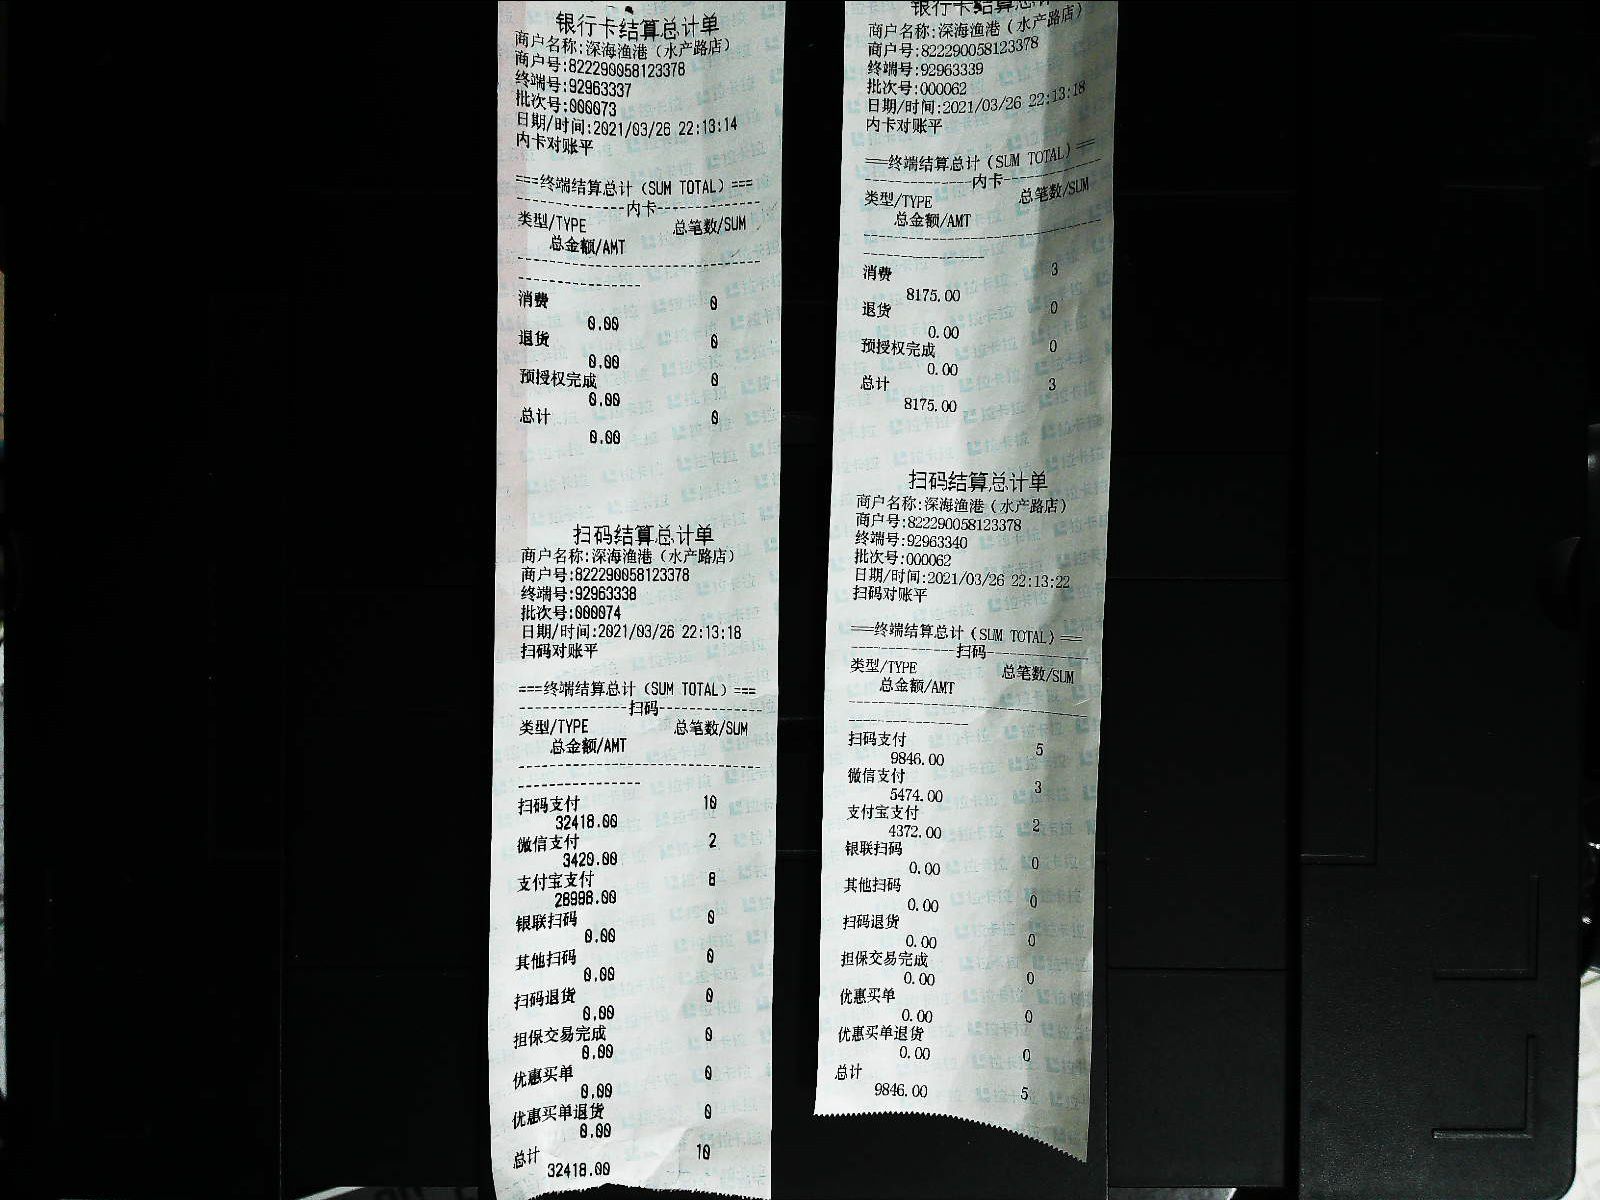 银行卡结算总计单
商户名称:深海渔港（水产路店）
商户号:822290058123378
终端号:92963337
批次号:000073
日期/时间:2021/03/26 22:13:14
内卡对账平
===终端结算总计（SUM TOTAL）===
---------------内卡---------------
类型/TYPE 总笔数/SUM
总金额/AMT
消费 0
0.00
退货 0
0.00
预授权完成 0
0.00
总计 0
0.00
扫码结算总计单
商户名称:深海渔港（水产路店）
商户号:822290058123378
终端号:92963338
批次号:000074
日期/时间:2021/03/26 22:13:18
扫码对账平
===终端结算总计（SUM TOTAL）===
---------------扫码---------------
类型/TYPE 总笔数/SUM
总金额/AMT
扫码支付 10
32418.00
微信支付 2
3420.00
支付宝支付 8
28998.00
银联扫码 0
0.00
其他扫码 0
0.00
扫码退货 0
0.00
担保交易完成 0
0.00
优惠买单 0
0.00
优惠买单退货 0
0.00
总计 10
32418.00
银行卡结算总计单
商户名称:深海渔港（水产路店）
商户号:822290058123378
终端号:92963339
批次号:000062
日期/时间:2021/03/26 22:13:18
内卡对账平
===终端结算总计（SUM TOTAL）===
---------------内卡---------------
类型/TYPE 总笔数/SUM
总金额/AMT
消费 3
8175.00
退货 0
0.00
预授权完成 0
0.00
总计 3
8175.00
扫码结算总计单
商户名称:深海渔港（水产路店）
商户号:822290058123378
终端号:92963340
批次号:000062
日期/时间:2021/03/26 22:13:22
扫码对账平
===终端结算总计（SUM TOTAL）===
---------------扫码---------------
类型/TYPE 总笔数/SUM
总金额/AMT
扫码支付 5
9846.00
微信支付 3
5474.00
支付宝支付 2
4372.00
银联扫码 0
0.00
其他扫码 0
0.00
扫码退货 0
0.00
担保交易完成 0
0.00
优惠买单 0
0.00
优惠买单退货 0
0.00
总计 5
9846.00